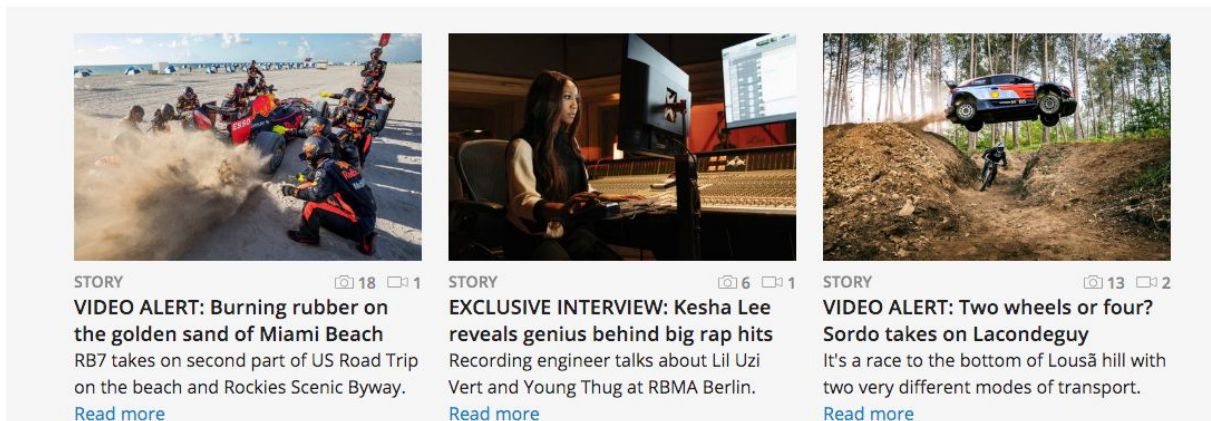 ESSO
Red Bull
STORY
18
1
VIDEO ALERT: Burning rubber on
the golden sand of Miami Beach
RB7 takes on second part of US Road Trip
on the beach and Rockies Scenic Byway.
Read more
STORY
6
1
EXCLUSIVE INTERVIEW: Kesha Lee
reveals genius behind big rap hits
Recording engineer talks about Lil Uzi
Vert and Young Thug at RBMA Berlin.
Read more
STORY
13
2
VIDEO ALERT: Two wheels or four?
Sordo takes on Lacondeguy
It's a race to the bottom of Lousã hill with
two very different modes of transport.
Read more